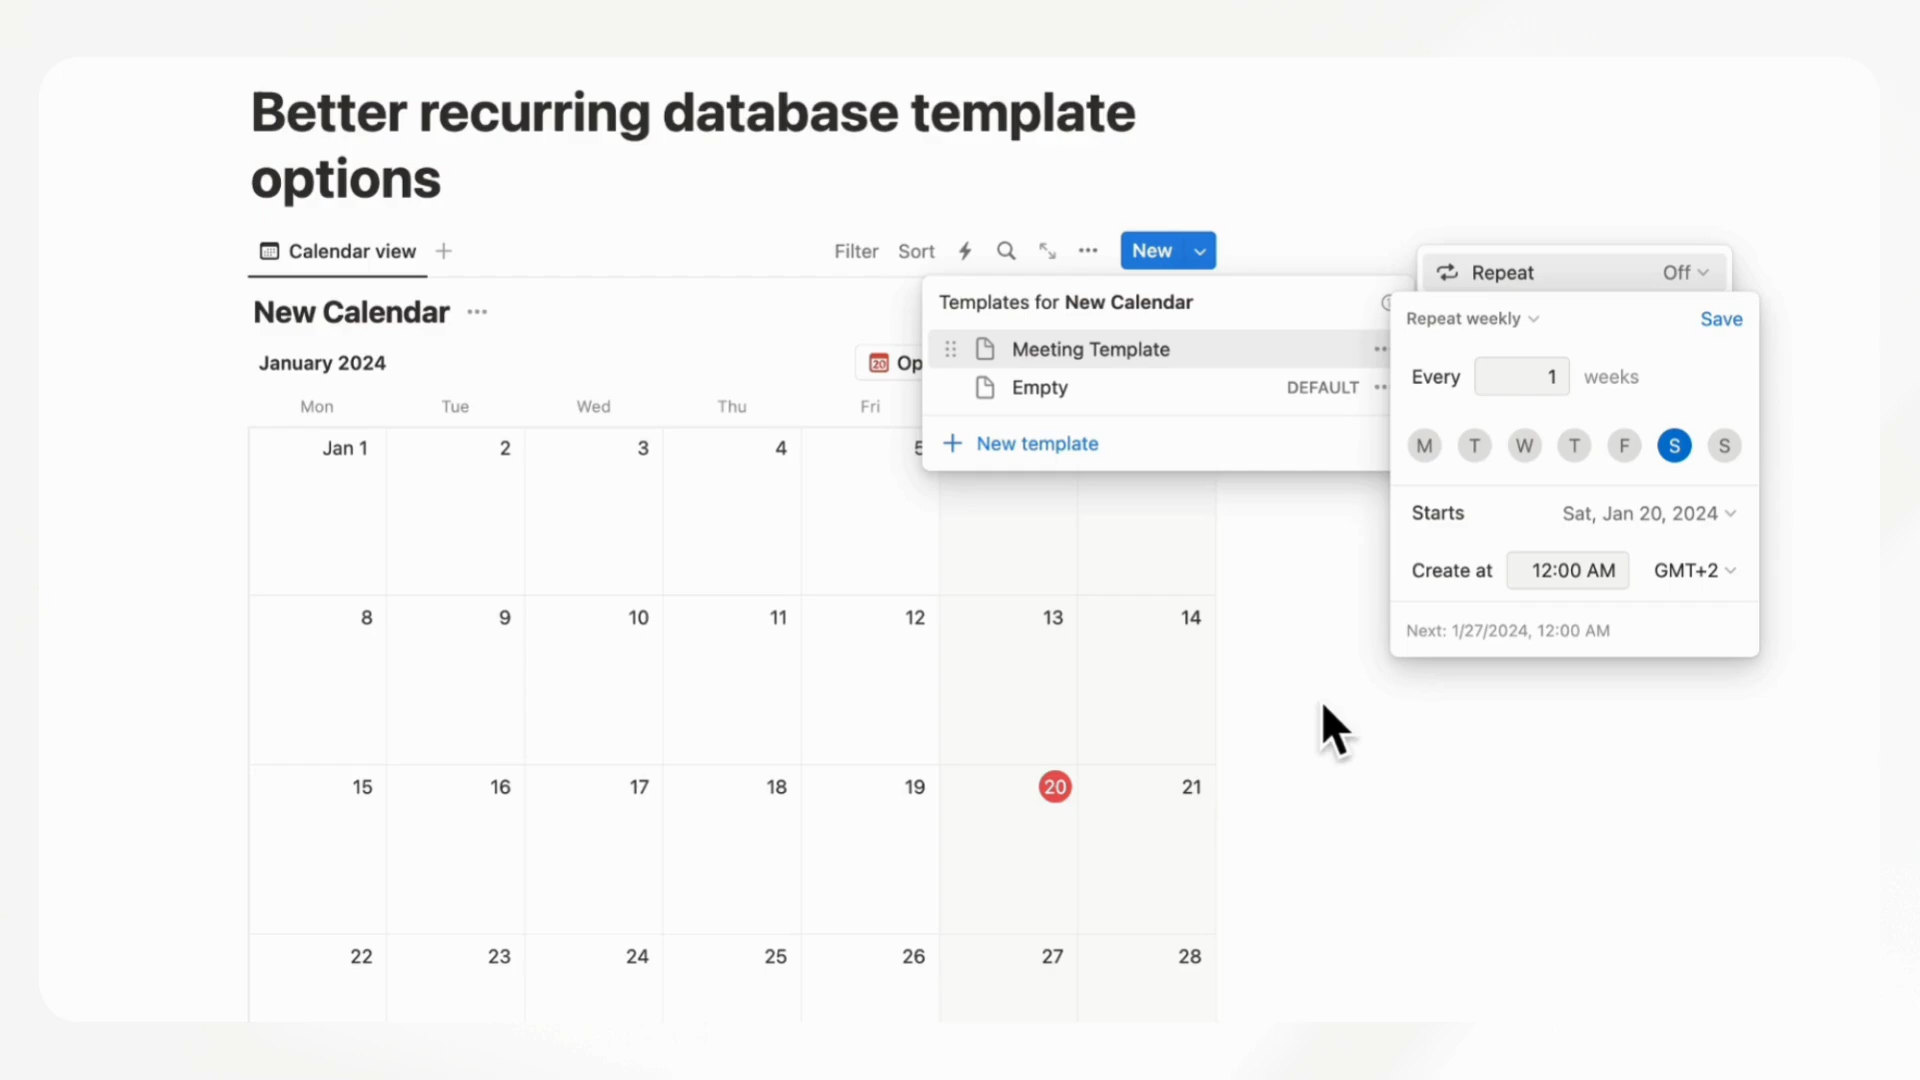 Better recurring database template
options
Calendar view
Filter Sort New
Repeat Off
New Calendar
Templates for New Calendar
Repeat weekly Save
January 2024
20 Op
Meeting Template
Every 1 weeks
Empty DEFAULT
Mon Tue Wed Thu Fri
New template
M T W T F S S
Jan 1 2 3 4 5
Starts Sat, Jan 20, 2024
Create at 12:00 AM GMT+2
Next: 1/27/2024, 12:00 AM
8 9 10 11 12 13 14
15 16 17 18 19 20 21
22 23 24 25 26 27 28